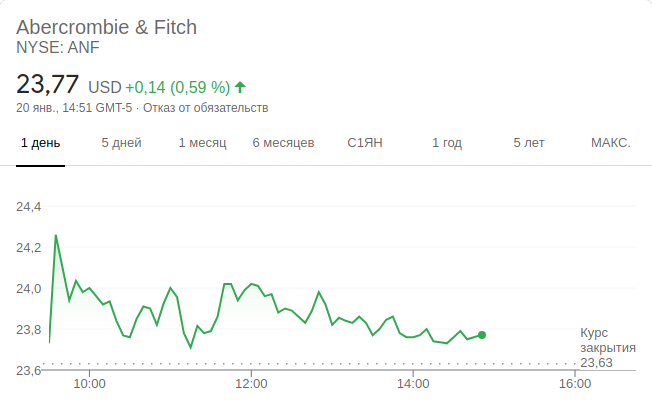 Abercrombie & Fitch
NYSE: ANF
23,77 USD +0,14 (0,59 %)
20 янв., 14:51 GMT-5 · Отказ от обязательств
1 день 5 дней 1 месяц 6 месяцев С1ЯН 1 год 5 лет МАКС.
24,4
24,2
24,0
23,8
23,6
Курс
закрытия
23,63
10:00 12:00 14:00 16:00